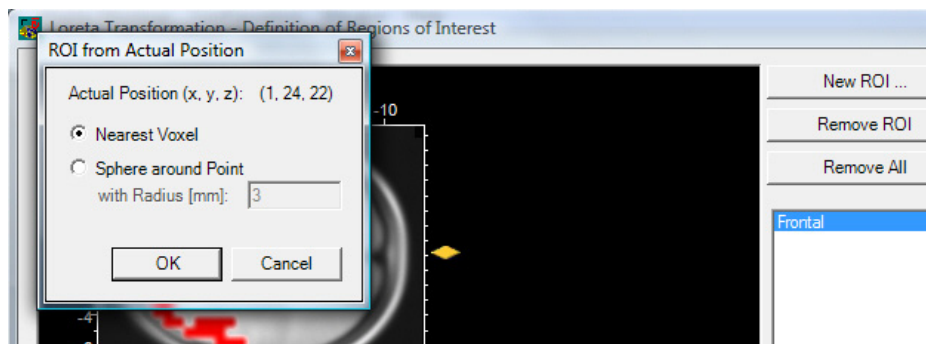 Loreta Transformation - Definition of Regions of Interest
ROI from Actual Position
Actual Position (x, y, z): (1, 24, 22)
Nearest Voxel
Sphere around Point
with Radius [mm]: 3
OK Cancel
-10
-4
New ROI ...
Remove ROI
Remove All
Frontal